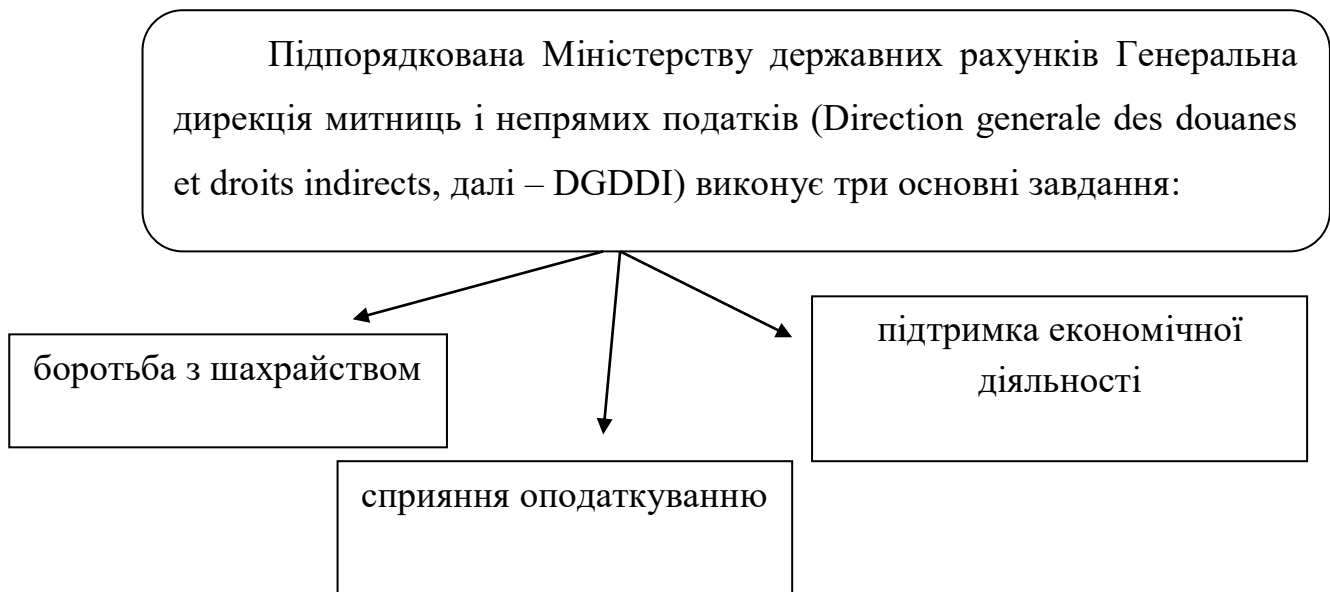 Підпорядкована Міністерству державних рахунків Генеральна
дирекція митниць і непрямих податків (Direction generale des douanes
et droits indirects, далі – DGDDI) виконує три основні завдання:
боротьба з шахрайством
підтримка економічної
діяльності
сприяння оподаткуванню